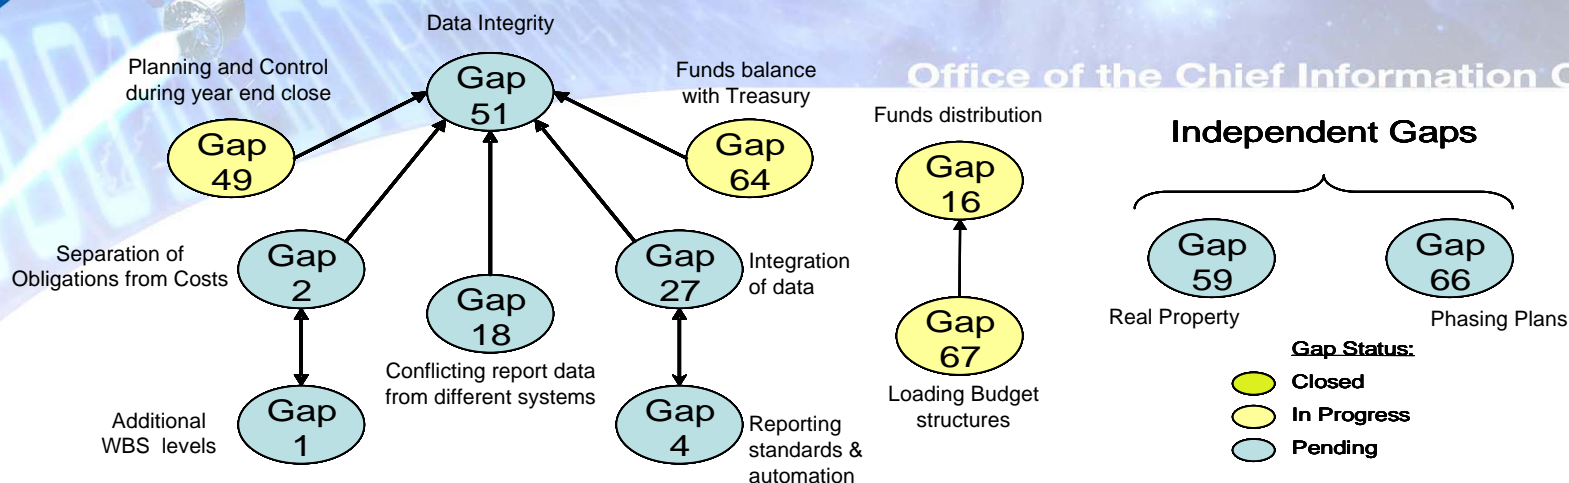 Data Integrity
Office of the Chief Information
Planning and Control
during year end close
Gap
51
Funds balance
with Treasury
Gap
49
Gap
64
Funds distribution
Gap
16
Independent Gaps
Separation of
Obligations from Costs
Gap
2
Gap
18
Conflicting report data
from different systems
Gap
27
Integration
of data
Gap
67
Loading Budget
structures
Gap
59
Real Property
Gap
66
Phasing Plans
Additional
WBS levels
Gap
1
Gap
4
Reporting
standards &
automation
Gap Status:
Closed
In Progress
Pending